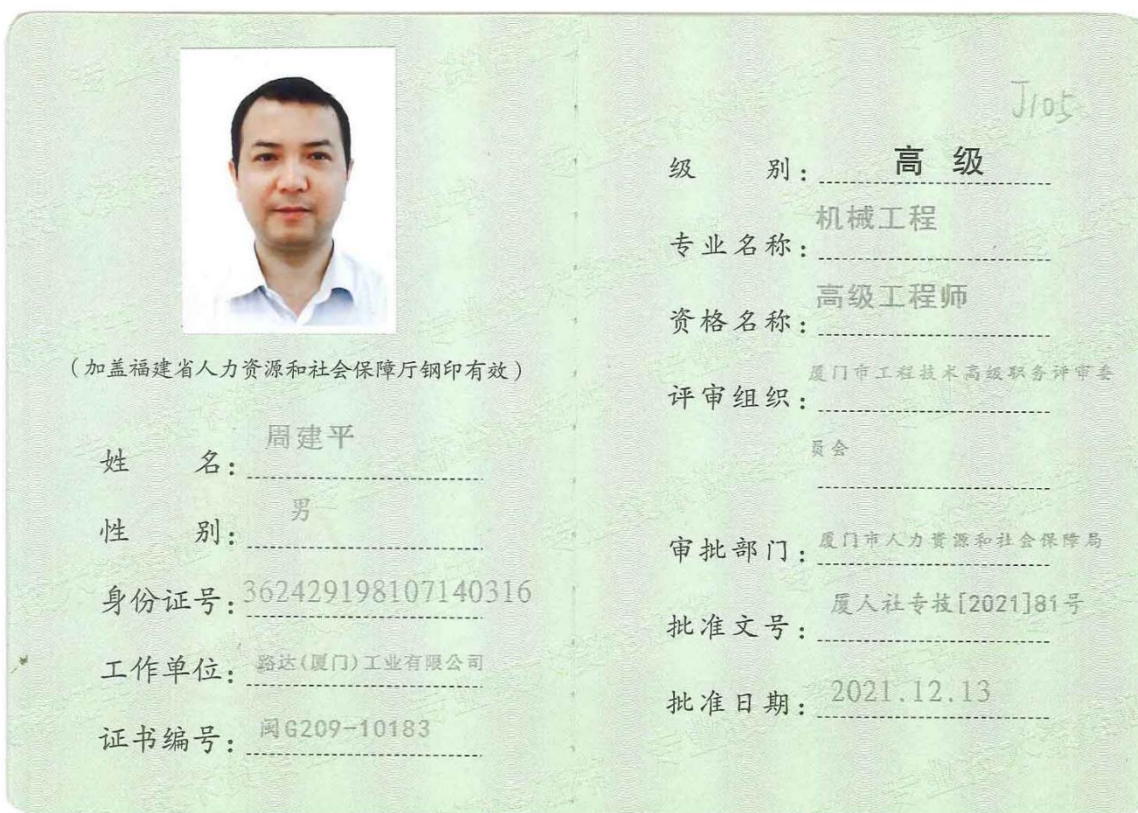 (加盖福建省人力资源和社会保障厅钢印有效)
姓 名: 周建平
性 别: 男
身份证号: 362429198107140316
工作单位: 路达(厦门)工业有限公司
证书编号: 闽G209-10183
J105
级 别: 高 级
专业名称: 机械工程
资格名称: 高级工程师
评审组织: 厦门市工程技术高级职务评审委
员会
审批部门: 厦门市人力资源和社会保障局
批准文号: 厦人社专技[2021]81号
批准日期: 2021.12.13